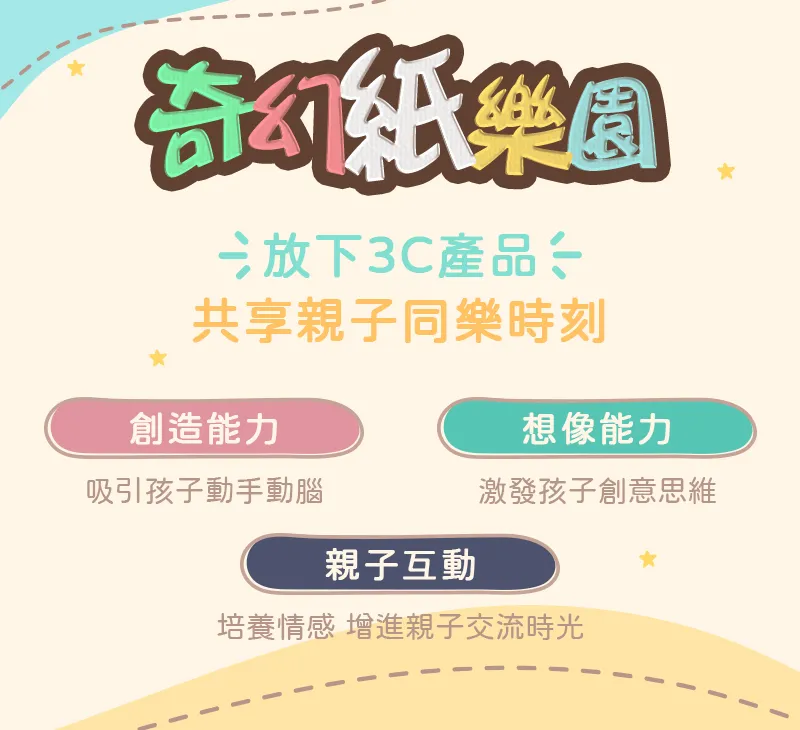 奇幻紙樂園
放下3C產品
共享親子同樂時刻
創造能力
吸引孩子動手動腦
想像能力
激發孩子創意思維
親子互動
培養情感 增進親子交流時光